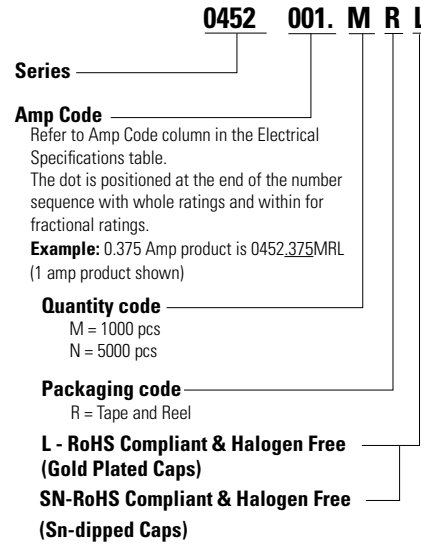 0452 001. M R L
Series
Amp Code
Refer to Amp Code column in the Electrical
Specifications table.
The dot is positioned at the end of the number
sequence with whole ratings and within for
fractional ratings.
Example: 0.375 Amp product is 0452.375MRL
(1 amp product shown)
Quantity code
M = 1000 pcs
N = 5000 pcs
Packaging code
R = Tape and Reel
L - RoHS Compliant & Halogen Free
(Gold Plated Caps)
SN-RoHS Compliant & Halogen Free
(Sn-dipped Caps)